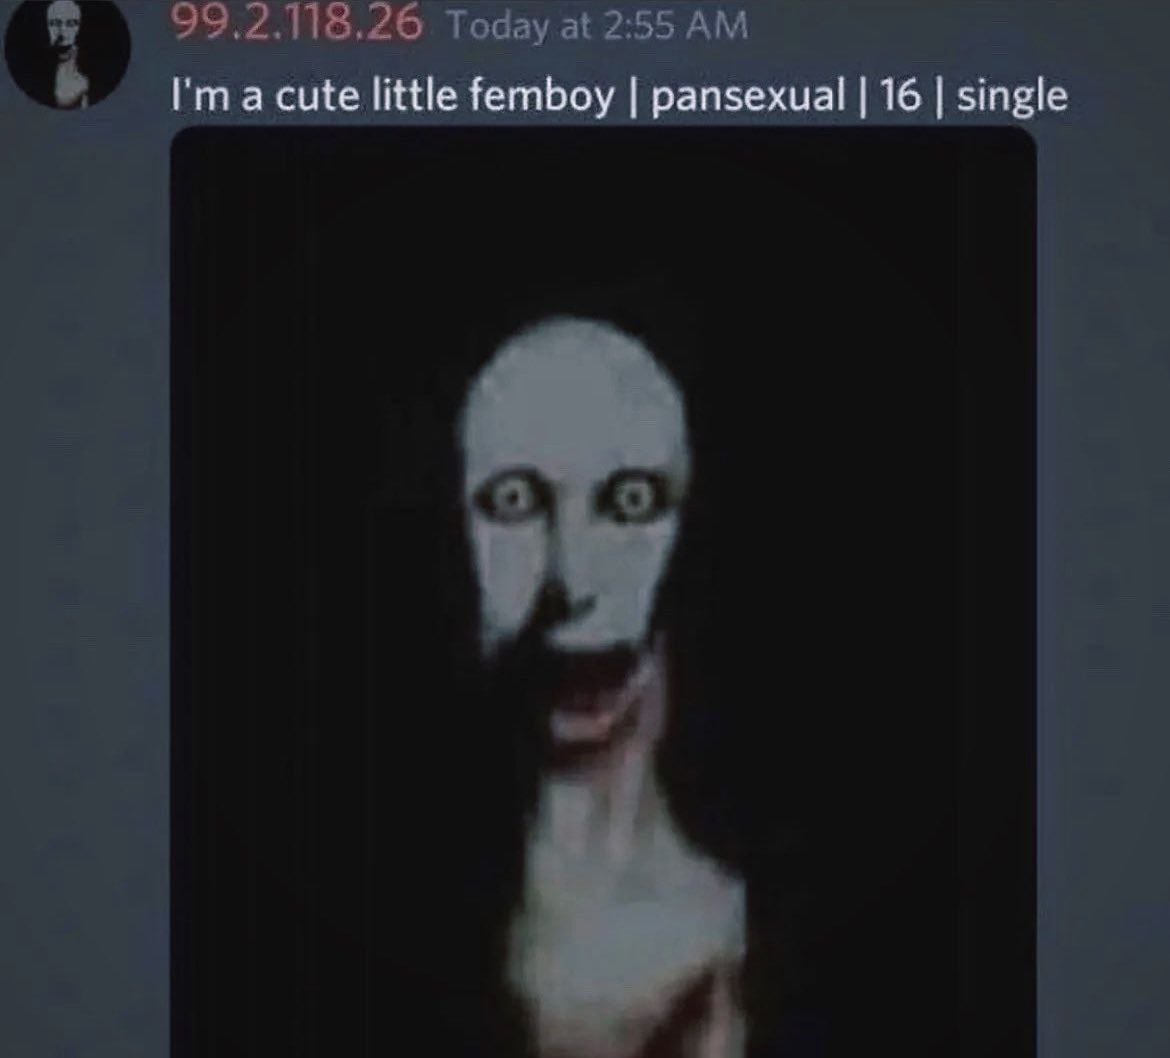 99.2.118.26 Today at 2:55 AM
I'm a cute little femboy | pansexual | 16 | single